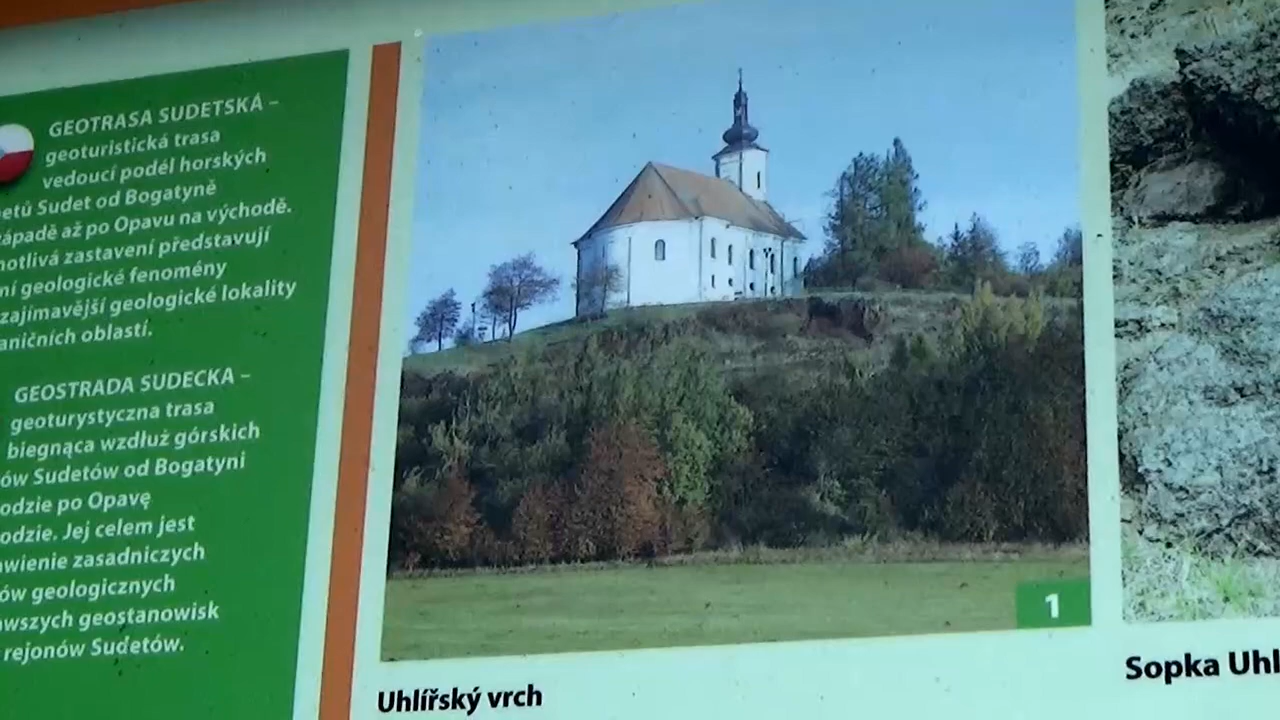 GEOTRASA SUDETSKÁ –
geoturistická trasa
vedoucí podél horských
Sudet od Bogatyně
až po Opavu na východě.
zastavení představují
geologické fenomény
geologické lokality
oblastí.
GEOSTRADA SUDECKA –
geoturystyczna trasa
biegnąca wzdłuż górskich
Sudetów od Bogatyni
po Opavę
Jej celem jest
zasadniczych
geologicznych
geostanowisk
rejonów Sudetów.
1
Uhlířský vrch
Sopka